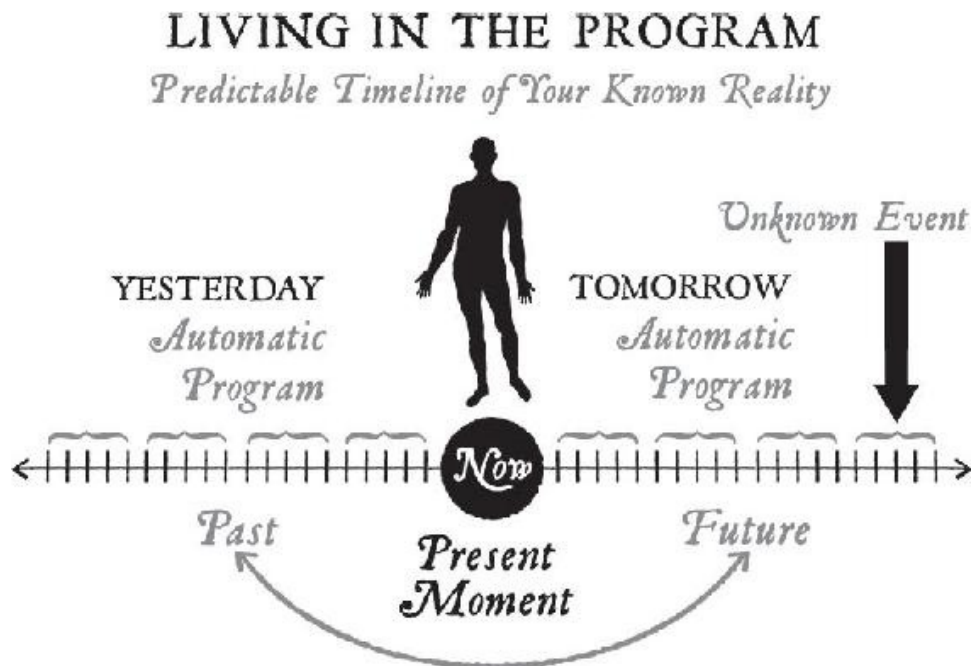 LIVING IN THE PROGRAM
Predictable Timeline of Your Known Reality
Unknown Event
YESTERDAY
Automatic
Program
TOMORROW
Automatic
Program
Now
Past
Future
Present
Moment